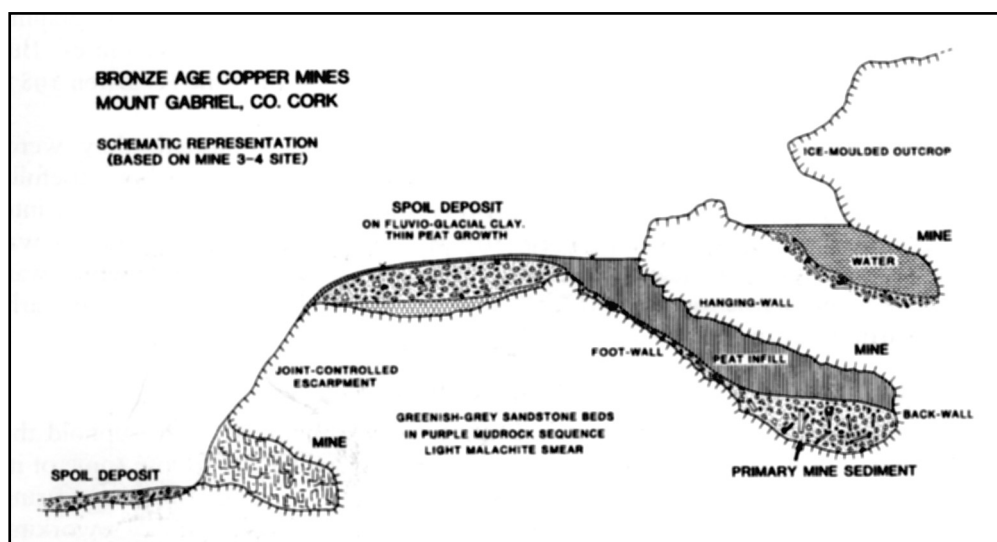 BRONZE AGE COPPER MINES
MOUNT GABRIEL, CO. CORK
SCHEMATIC REPRESENTATION
(BASED ON MINE 3-4 SITE)
ICE-MOULDED OUTCROP
SPOIL DEPOSIT
ON FLUVIO-GLACIAL CLAY.
THIN PEAT GROWTH
MINE
WATER
HANGING-WALL
FOOT-WALL
PEAT INFILL
MINE
JOINT-CONTROLLED
ESCARPMENT
GREENISH-GREY SANDSTONE BEDS
IN PURPLE MUDROCK SEQUENCE
LIGHT MALACHITE SMEAR
BACK-WALL
MINE
PRIMARY MINE SEDIMENT
SPOIL DEPOSIT